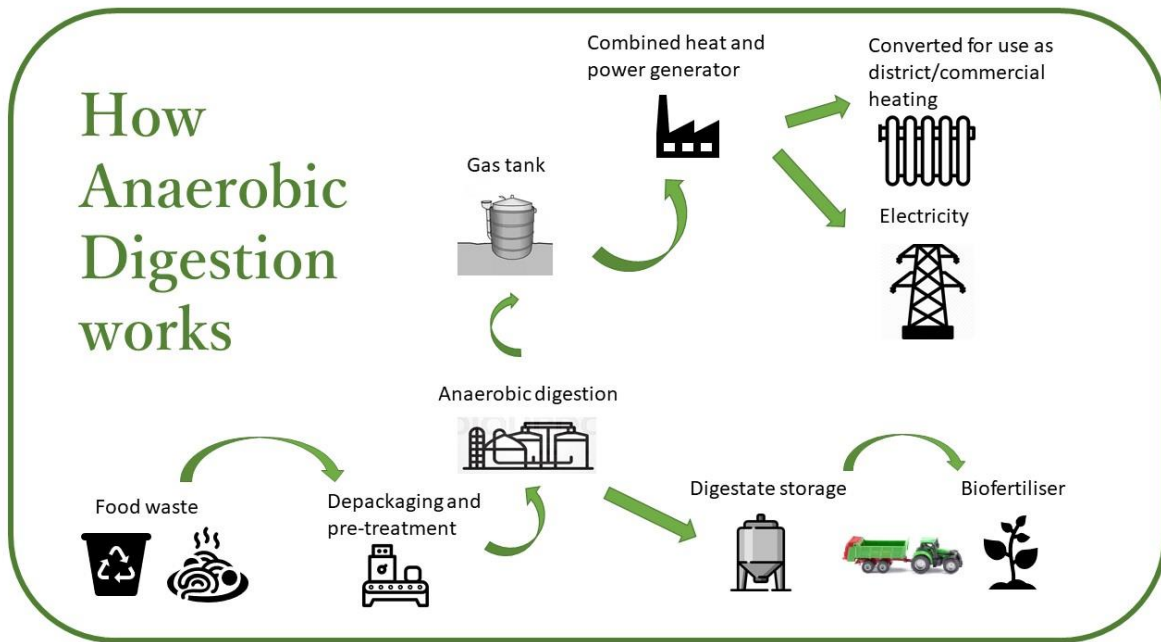 How
Anaerobic
Digestion
works
Combined heat and
power generator
Converted for use as
district/commercial
heating
Gas tank
Electricity
Anaerobic digestion
Food waste
Depackaging and
pre-treatment
Digestate storage
Biofertiliser